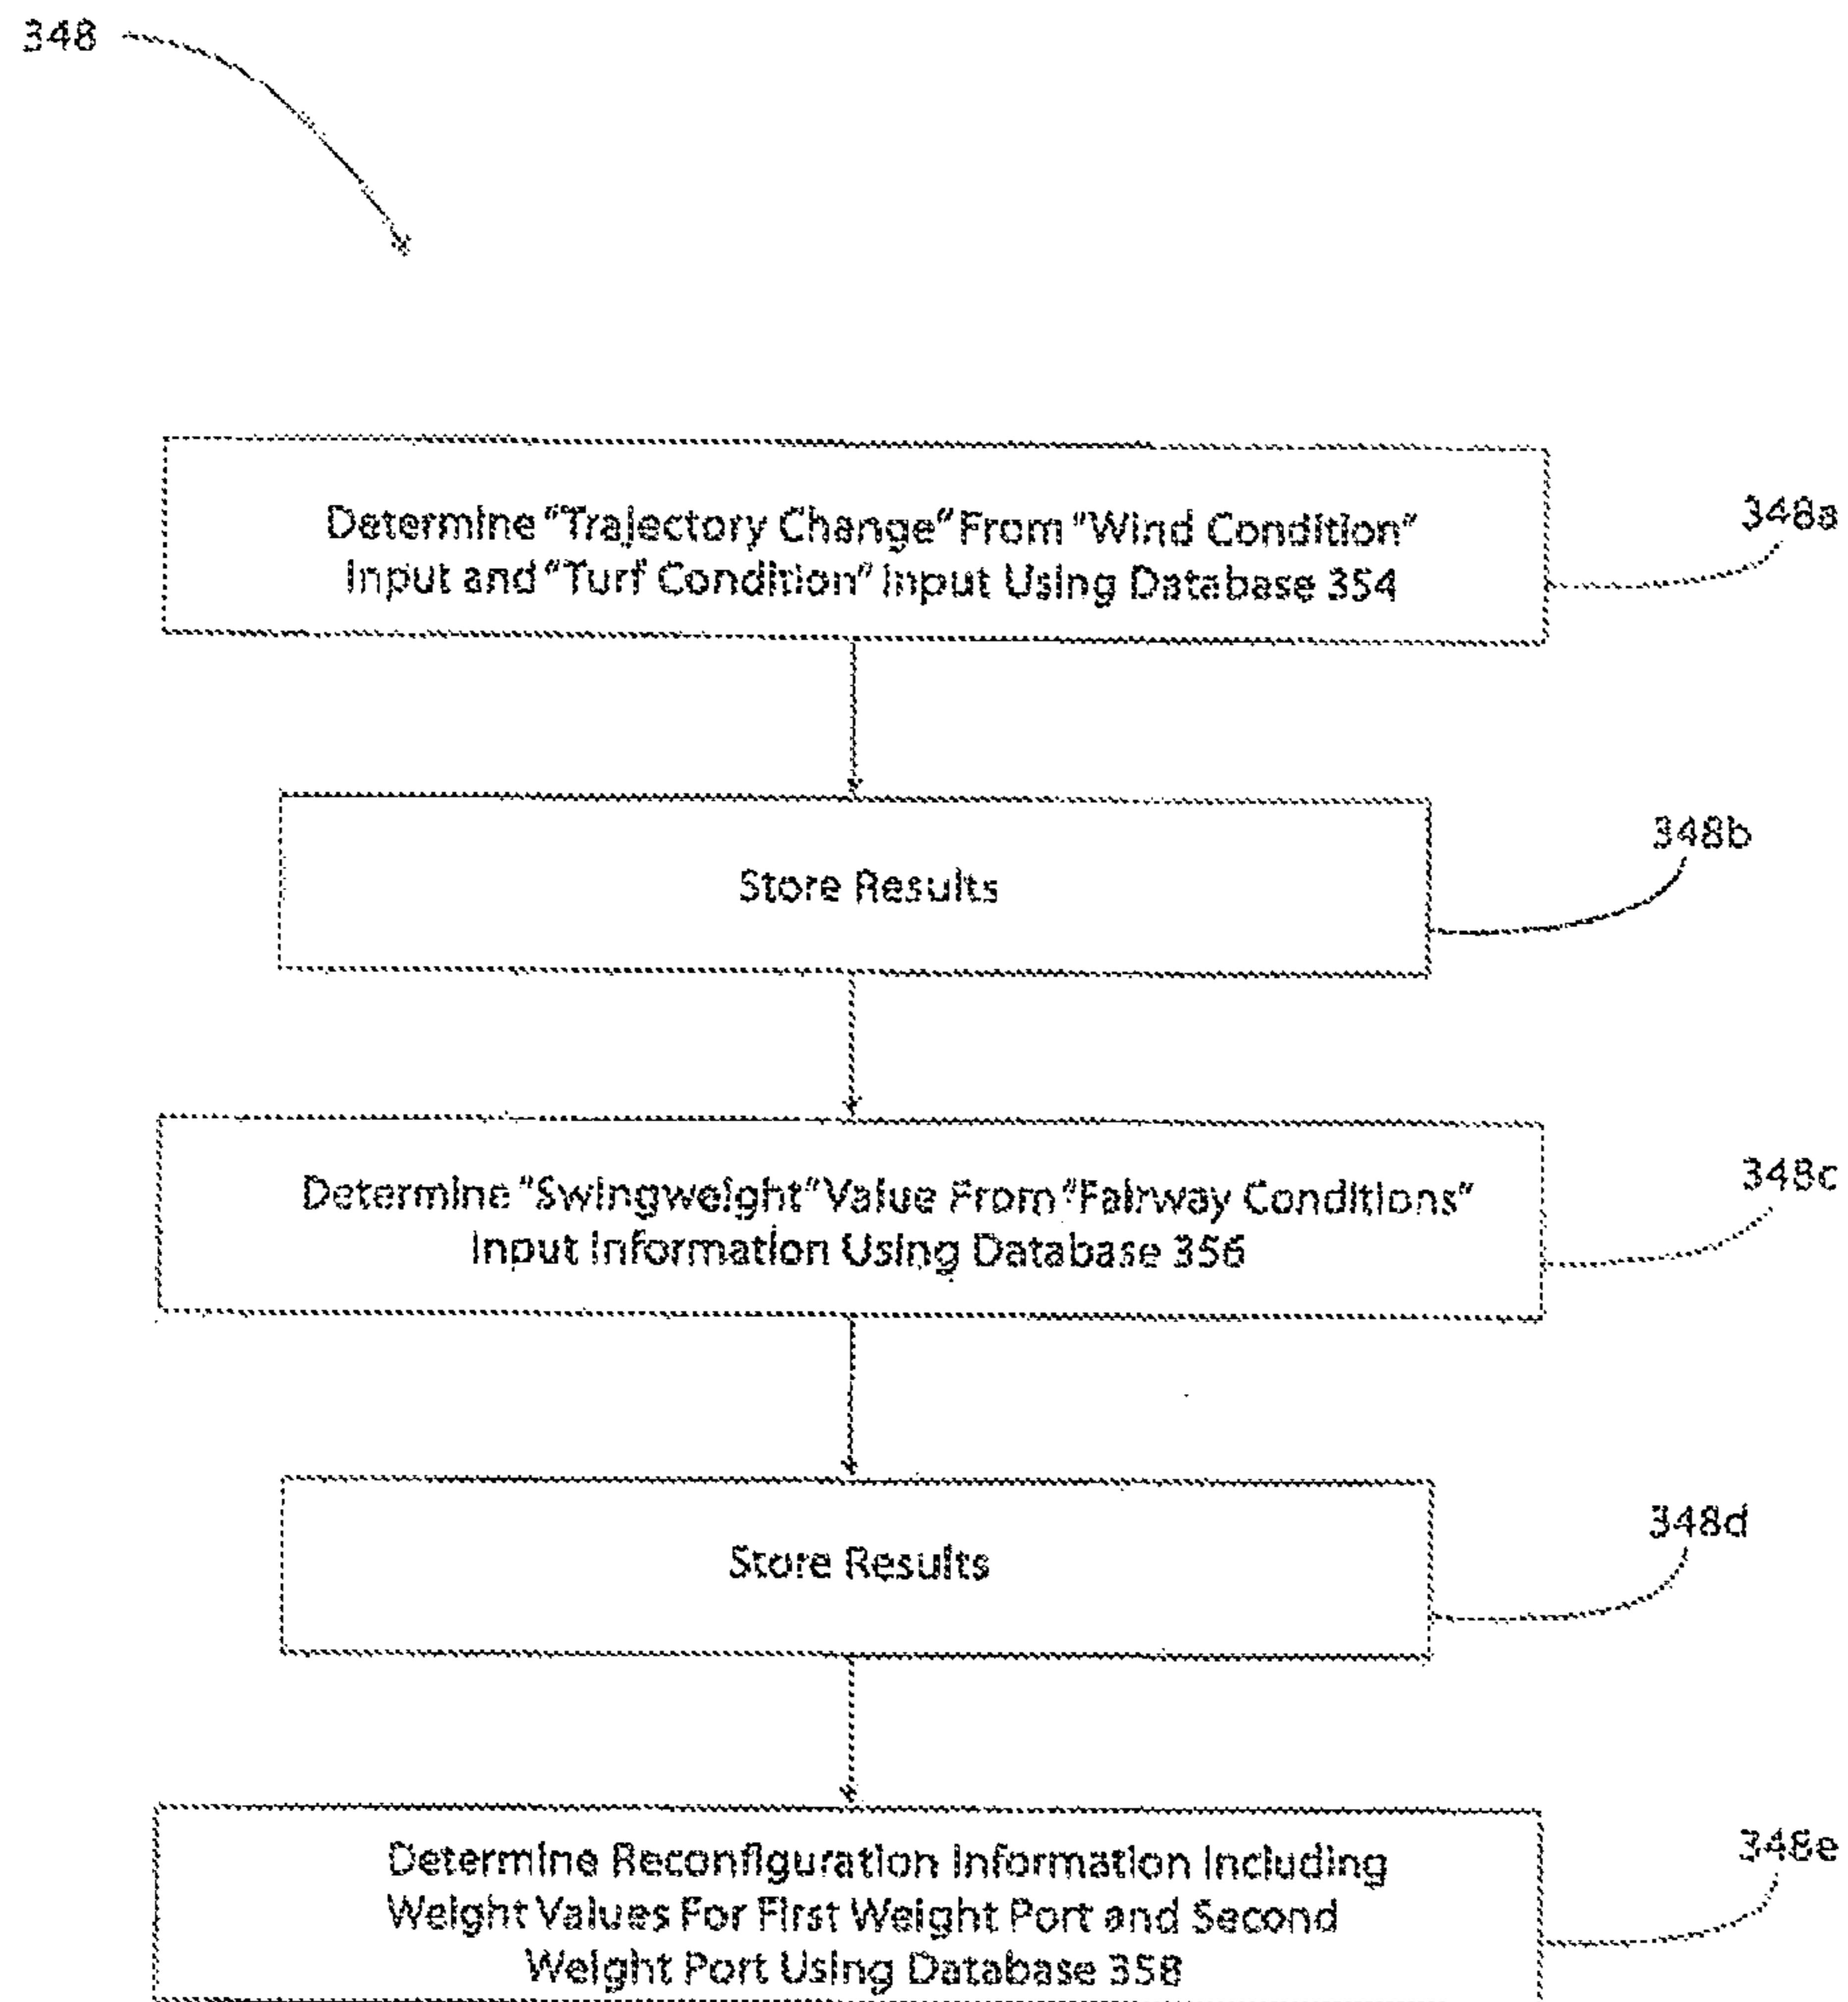 348
Determine "Trajectory Change" From "Wind Condition"
Input and "Turf Condition" Input Using Database 354
348a
Store Results
348b
Determine "Swingweight" Value From "Fairway Conditions"
Input Information Using Database 356
348c
Store Results
348d
Determine Reconfiguration Information Including
Weight Values For First Weight Port and Second
Weight Port Using Database 358
348e